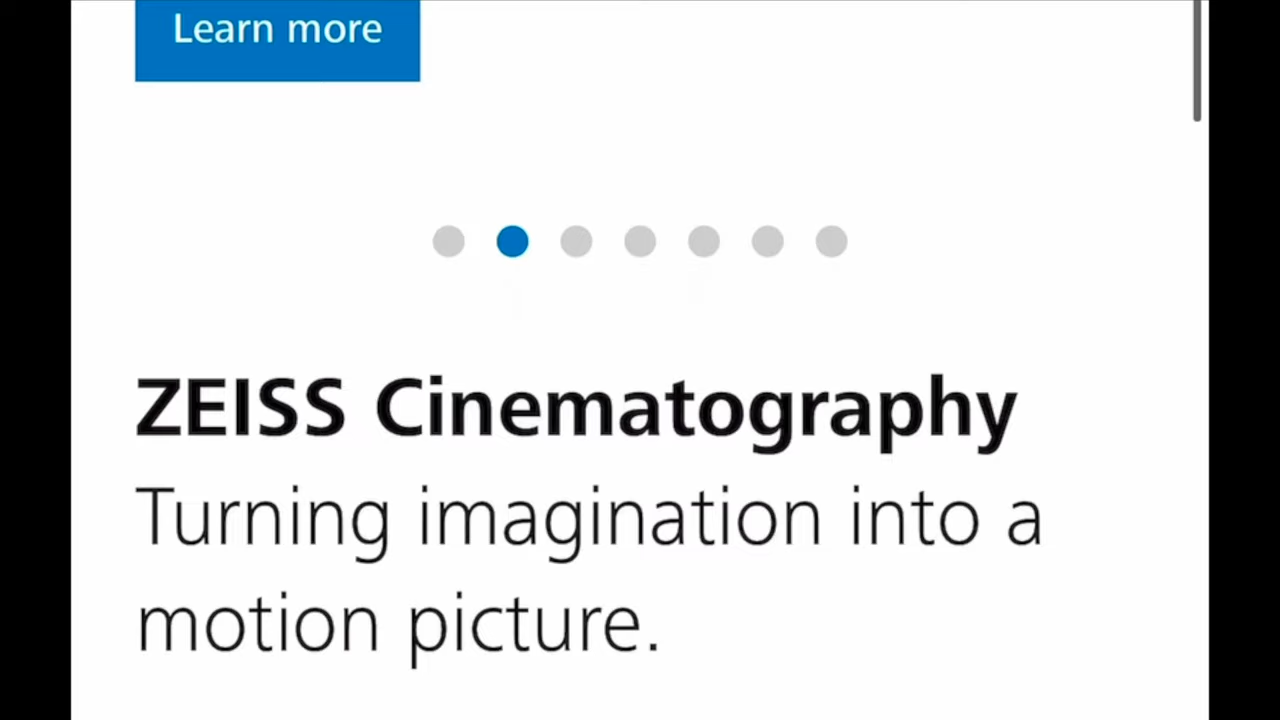 Learn more
ZEISS Cinematography
Turning imagination into a
motion picture.